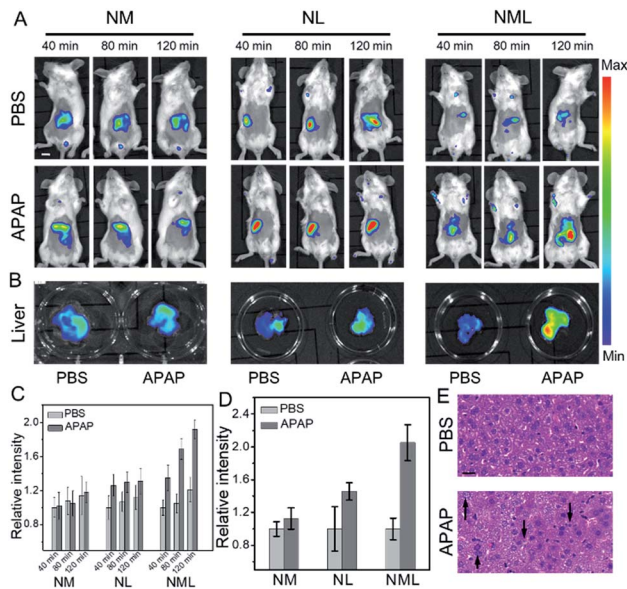 A
NM NL NML
40 min 80 min 120 min 40 min 80 min 120 min 40 min 80 min 120 min
Max
PBS
APAP
B
Liver
Min
PBS APAP PBS APAP PBS APAP
C
PBS
APAP
Relative intensity
2.0
1.6
1.2
0.8
40 min 80 min 120 min 40 min 80 min 120 min 40 min 80 min 120 min
NM NL NML
D
PBS
APAP
Relative intensity
2.4
2.0
1.6
1.2
0.8
NM NL NML
E
PBS
APAP